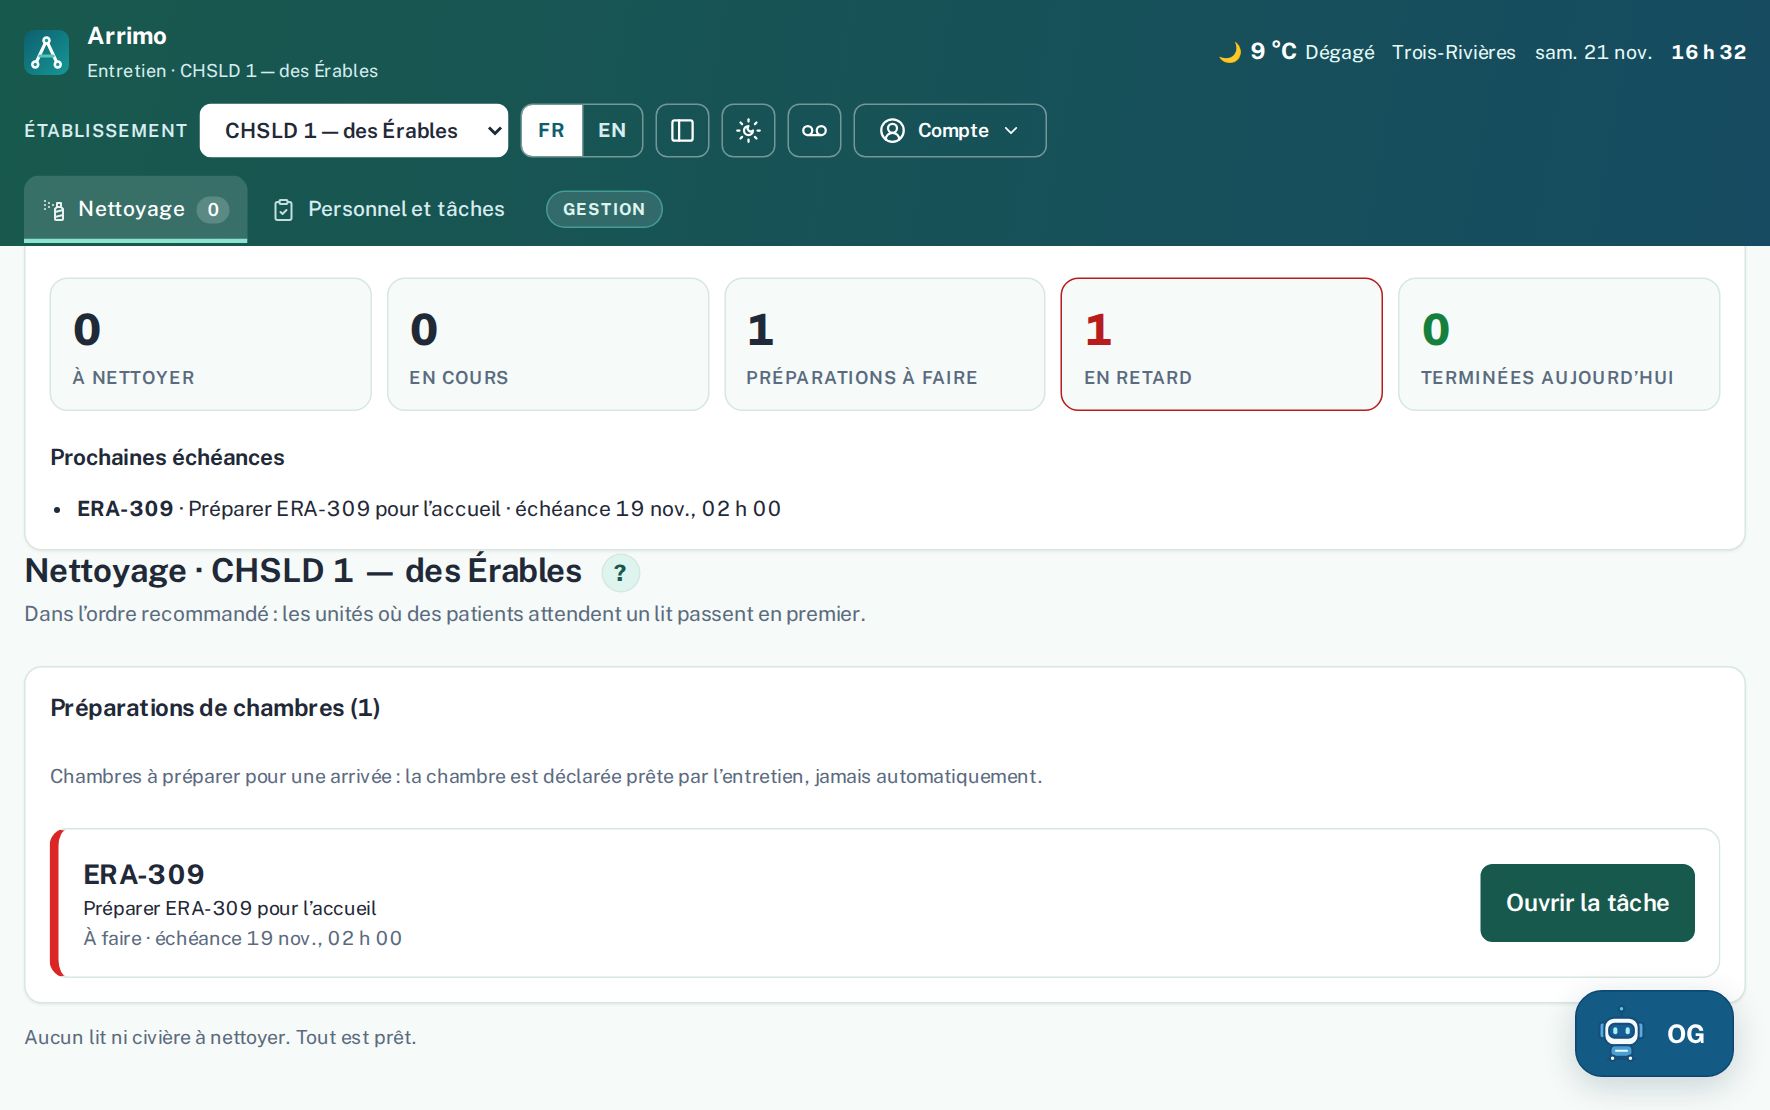 Arrimo
Entretien · CHSLD 1 — des Érables
🌙 9 °C Dégagé Trois-Rivières sam. 21 nov. 16 h 32
ÉTABLISSEMENT CHSLD 1 — des Érables FR EN Compte
Nettoyage 0 Personnel et tâches GESTION
0 0 1 1 0
À NETTOYER EN COURS PRÉPARATIONS À FAIRE EN RETARD TERMINÉES AUJOURD’HUI
Prochaines échéances
• ERA-309 · Préparer ERA-309 pour l’accueil · échéance 19 nov., 02 h 00
Nettoyage · CHSLD 1 — des Érables ?
Dans l’ordre recommandé : les unités où des patients attendent un lit passent en premier.
Préparations de chambres (1)
Chambres à préparer pour une arrivée : la chambre est déclarée prête par l’entretien, jamais automatiquement.
ERA-309
Préparer ERA-309 pour l’accueil
À faire · échéance 19 nov., 02 h 00
Ouvrir la tâche
Aucun lit ni civière à nettoyer. Tout est prêt.
OG